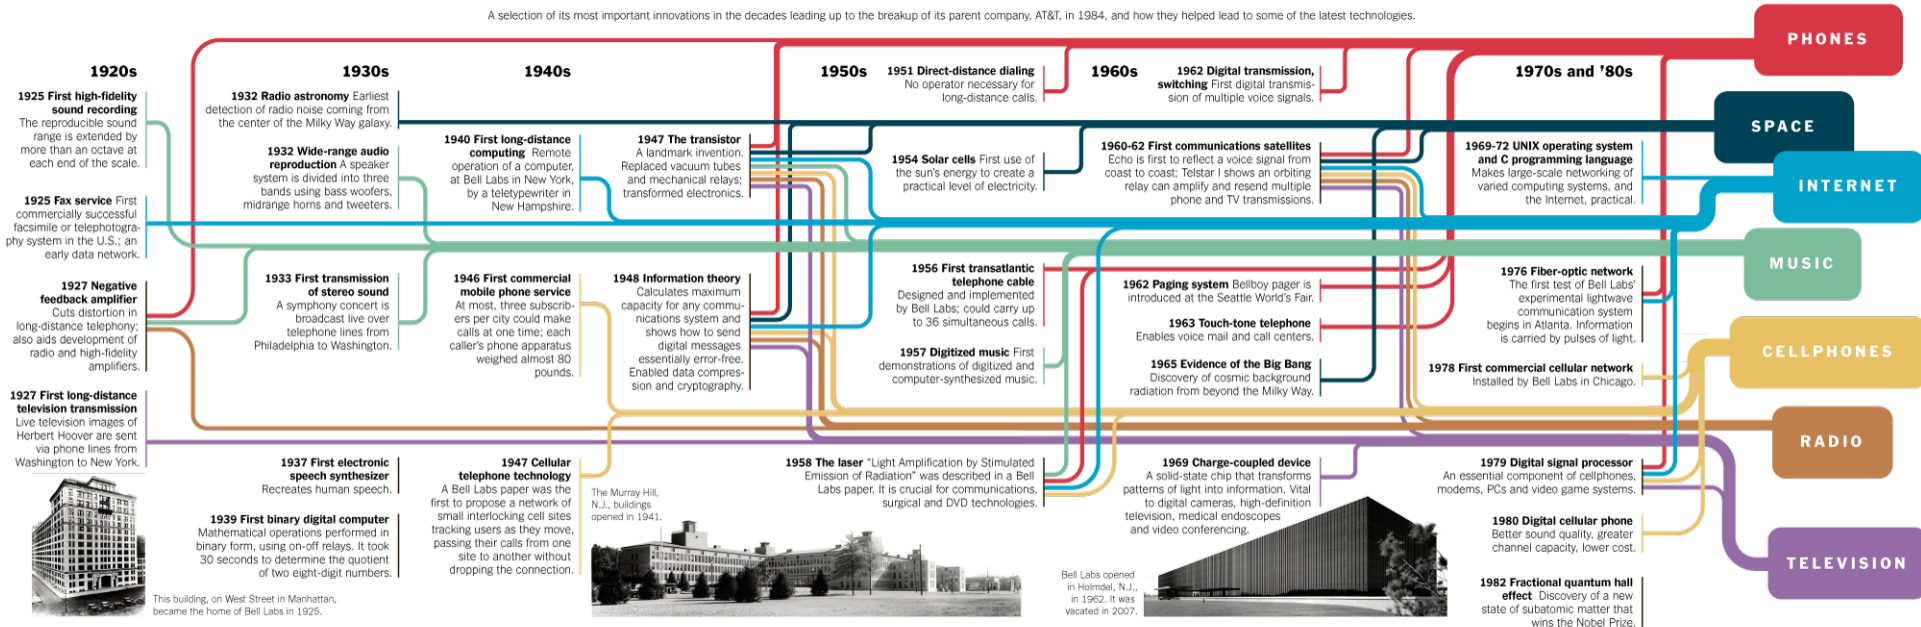 A selection of its most important innovations in the decades leading up to the breakup of its parent company, AT&T, in 1984, and how they helped lead to some of the latest technologies.
1920s
1925 First high-fidelity
sound recording
The reproducible sound
range is extended by
more than an octave at
each end of the scale.
1925 Fax service First
commercially successful
facsimile or telephotogra-
phy system in the U.S.; an
early data network.
1927 Negative
feedback amplifier
Cuts distortion in
long-distance telephony;
also aids development of
radio and high-fidelity
amplifiers.
1927 First long-distance
television transmission
Live television images of
Herbert Hoover are sent
via phone lines from
Washington to New York.
This building, on West Street in Manhattan,
became the home of Bell Labs in 1925.
1930s
1932 Radio astronomy Earliest
detection of radio noise coming from
the center of the Milky Way galaxy.
1932 Wide-range audio
reproduction A speaker
system is divided into three
bands using bass woofers,
midrange horns and tweeters.
1933 First transmission
of stereo sound
A symphony concert is
broadcast live over
telephone lines from
Philadelphia to Washington.
1937 First electronic
speech synthesizer
Recreates human speech.
1939 First binary digital computer
Mathematical operations performed in
binary form, using on-off relays. It took
30 seconds to determine the quotient
of two eight-digit numbers.
1940s
1940 First long-distance
computing Remote
operation of a computer,
at Bell Labs in New York,
by a teletypewriter in
New Hampshire.
1946 First commercial
mobile phone service
At most, three subscrib-
ers per city could make
calls at one time; each
caller's phone apparatus
weighed almost 80
pounds.
1947 Cellular
telephone technology
A Bell Labs paper was the
first to propose a network of
small interlocking cell sites
tracking users as they move,
passing their calls from one
site to another without
dropping the connection.
1947 The transistor
A landmark invention.
Replaced vacuum tubes
and mechanical relays;
transformed electronics.
1948 Information theory
Calculates maximum
capacity for any commu-
nications system and
shows how to send
digital messages
essentially error-free.
Enabled data compres-
sion and cryptography.
The Murray Hill,
N.J., buildings
opened in 1941.
1950s
1951 Direct-distance dialing
No operator necessary for
long-distance calls.
1954 Solar cells First use of
the sun's energy to create a
practical level of electricity.
1956 First transatlantic
telephone cable
Designed and implemented
by Bell Labs; could carry up
to 36 simultaneous calls.
1957 Digitized music First
demonstrations of digitized and
computer-synthesized music.
1958 The laser "Light Amplification by Stimulated
Emission of Radiation" was described in a Bell
Labs paper. It is crucial for communications,
surgical and DVD technologies.
1960s
1962 Digital transmission,
switching First digital transmis-
sion of multiple voice signals.
1960-62 First communications satellites
Echo is first to reflect a voice signal from
coast to coast; Telstar I shows an orbiting
relay can amplify and resend multiple
phone and TV transmissions.
1962 Paging system Bellboy pager is
introduced at the Seattle World's Fair.
1963 Touch-tone telephone
Enables voice mail and call centers.
1965 Evidence of the Big Bang
Discovery of cosmic background
radiation from beyond the Milky Way.
1969 Charge-coupled device
A solid-state chip that transforms
patterns of light into information. Vital
to digital cameras, high-definition
television, medical endoscopes
and video conferencing.
Bell Labs opened
in Holmdel, N.J.,
in 1962. It was
vacated in 2007.
1970s and '80s
1969-72 UNIX operating system
and C programming language
Makes large-scale networking of
varied computing systems, and
the Internet, practical.
1976 Fiber-optic network
The first test of Bell Labs'
experimental lightwave
communication system
begins in Atlanta. Information
is carried by pulses of light.
1978 First commercial cellular network
Installed by Bell Labs in Chicago.
1979 Digital signal processor
An essential component of cellphones,
modems, PCs and video game systems.
1980 Digital cellular phone
Better sound quality, greater
channel capacity, lower cost.
1982 Fractional quantum hall
effect Discovery of a new
state of subatomic matter that
wins the Nobel Prize.
PHONES
SPACE
INTERNET
MUSIC
CELLPHONES
RADIO
TELEVISION